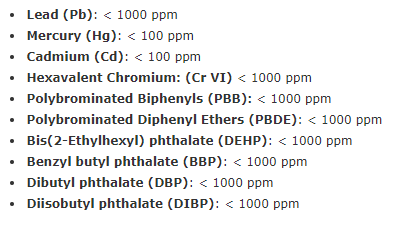 Lead (Pb): < 1000 ppm
Mercury (Hg): < 100 ppm
Cadmium (Cd): < 100 ppm
Hexavalent Chromium: (Cr VI) < 1000 ppm
Polybrominated Biphenyls (PBB): < 1000 ppm
Polybrominated Diphenyl Ethers (PBDE): < 1000 ppm
Bis(2-Ethylhexyl) phthalate (DEHP): < 1000 ppm
Benzyl butyl phthalate (BBP): < 1000 ppm
Dibutyl phthalate (DBP): < 1000 ppm
Diisobutyl phthalate (DIBP): < 1000 ppm